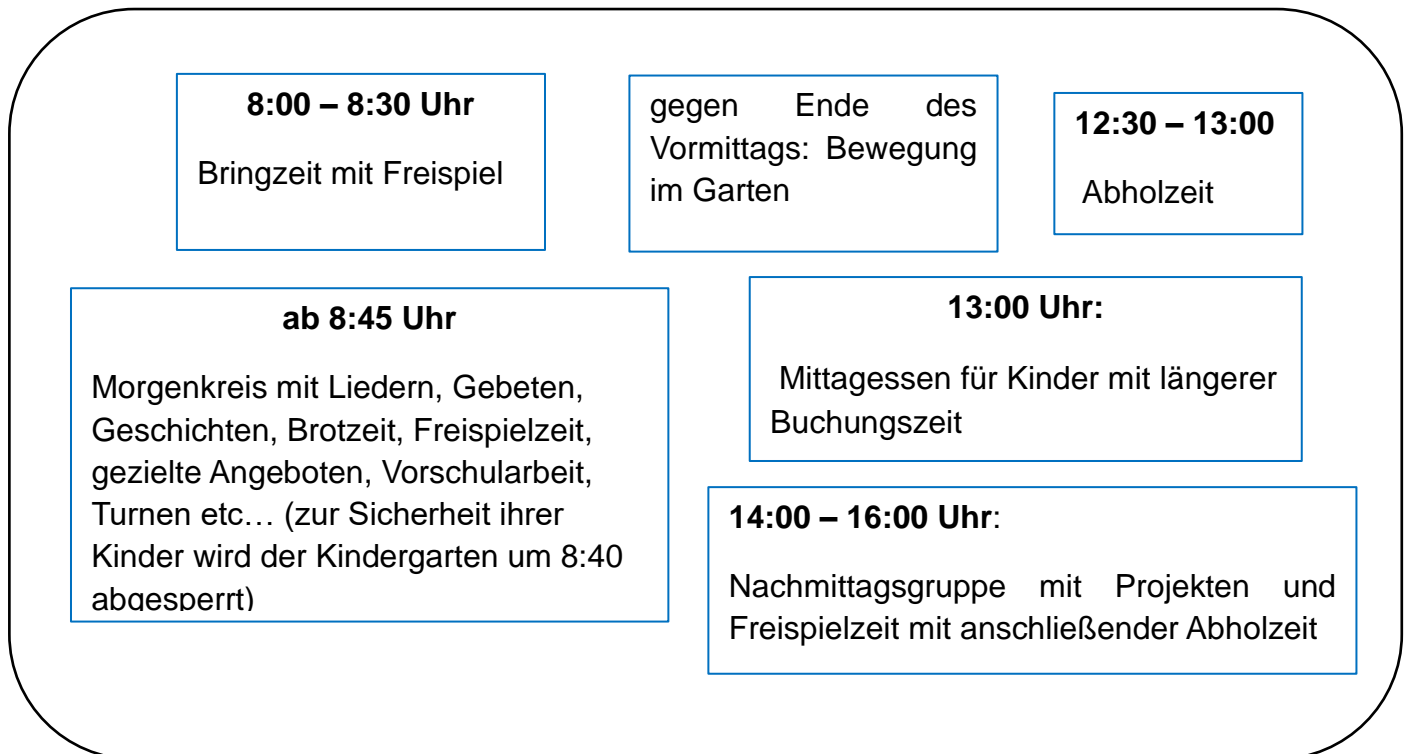 8:00 – 8:30 Uhr
Bringzeit mit Freispiel
gegen Ende des
Vormittags: Bewegung
im Garten
12:30 – 13:00
Abholzeit
ab 8:45 Uhr
Morgenkreis mit Liedern, Gebeten,
Geschichten, Brotzeit, Freispielzeit,
gezielte Angeboten, Vorschularbeit,
Turnen etc… (zur Sicherheit ihrer
Kinder wird der Kindergarten um 8:40
abgesperrt)
13:00 Uhr:
Mittagessen für Kinder mit längerer
Buchungszeit
14:00 – 16:00 Uhr:
Nachmittagsgruppe mit Projekten und
Freispielzeit mit anschließender Abholzeit